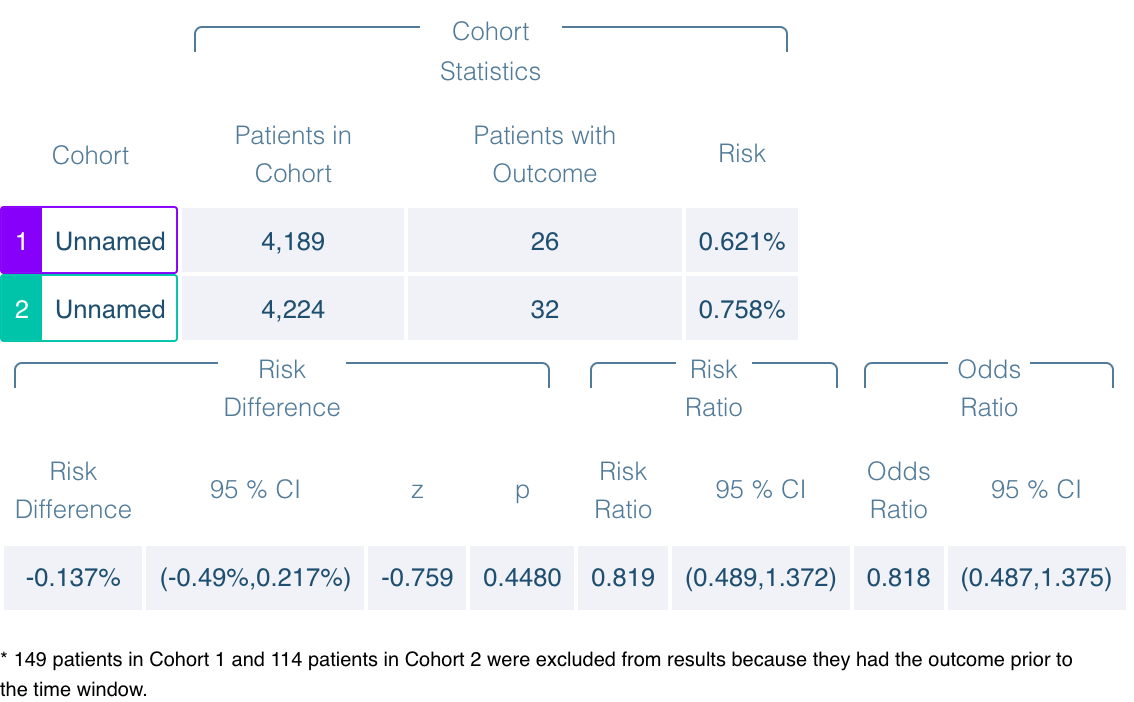 Cohort
Statistics
Cohort
Patients in
Cohort
Patients with
Outcome
Risk
1 Unnamed 4,189 26 0.621%
2 Unnamed 4,224 32 0.758%
Risk
Difference
Risk
Ratio
Odds
Ratio
Risk
Difference
95 % CI
z
p
Risk
Ratio
95 % CI
Odds
Ratio
95 % CI
-0.137% (-0.49%,0.217%) -0.759 0.4480 0.819 (0.489,1.372) 0.818 (0.487,1.375)
* 149 patients in Cohort 1 and 114 patients in Cohort 2 were excluded from results because they had the outcome prior to
the time window.